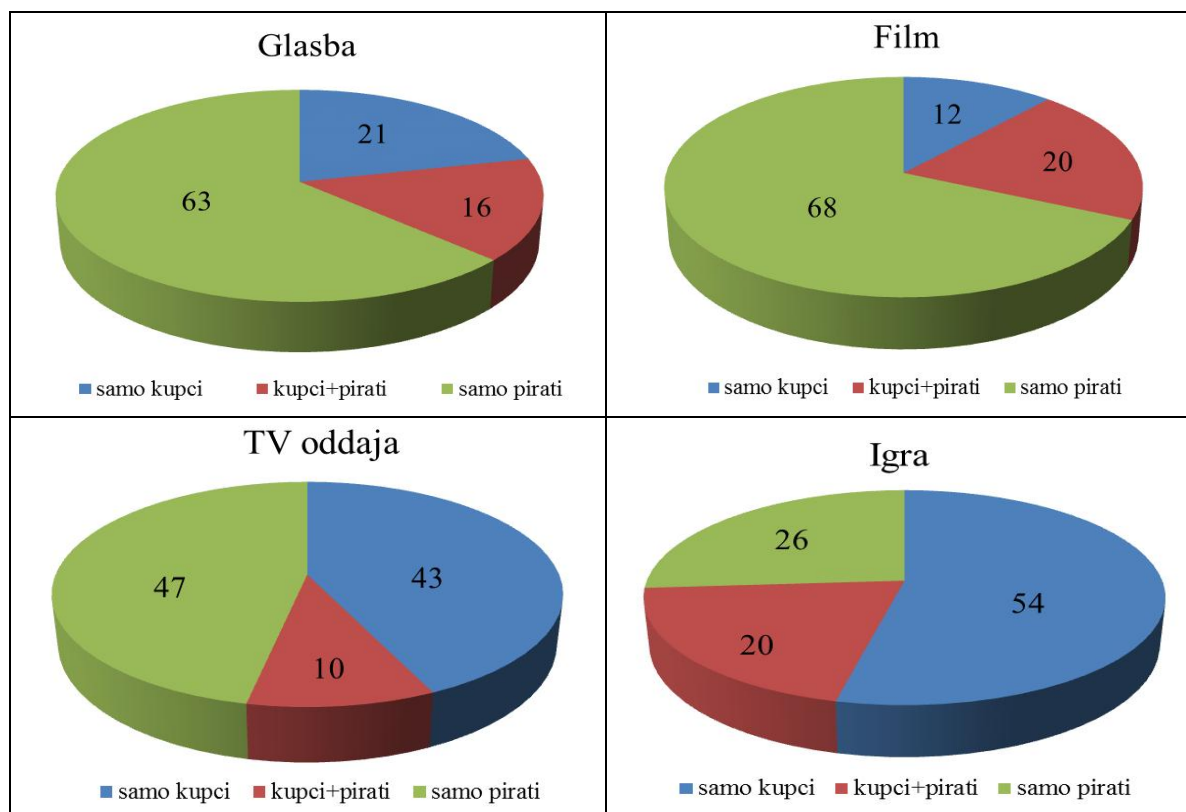 Glasba
21
16
63
samo kupci kupci+pirati samo pirati
Film
12
20
68
samo kupci kupci+pirati samo pirati
TV oddaja
43
10
47
samo kupci kupci+pirati samo pirati
Igra
54
20
26
samo kupci kupci+pirati samo pirati